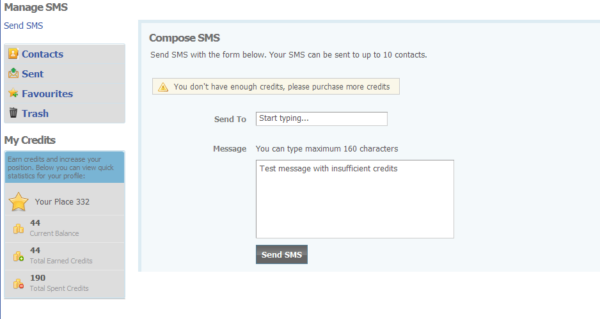 Manage SMS
Send SMS
Contacts
Sent
Favourites
Trash
My Credits
Earn credits and increase your
position. Below you can view quick
statistics for your profile:
Your Place 332
44
Current Balance
44
Total Earned Credits
190
Total Spent Credits
Compose SMS
Send SMS with the form below. Your SMS can be sent to up to 10 contacts.
You don't have enough credits, please purchase more credits
Send To
Start typing...
Message
You can type maximum 160 characters
Test message with insufficient credits
Send SMS